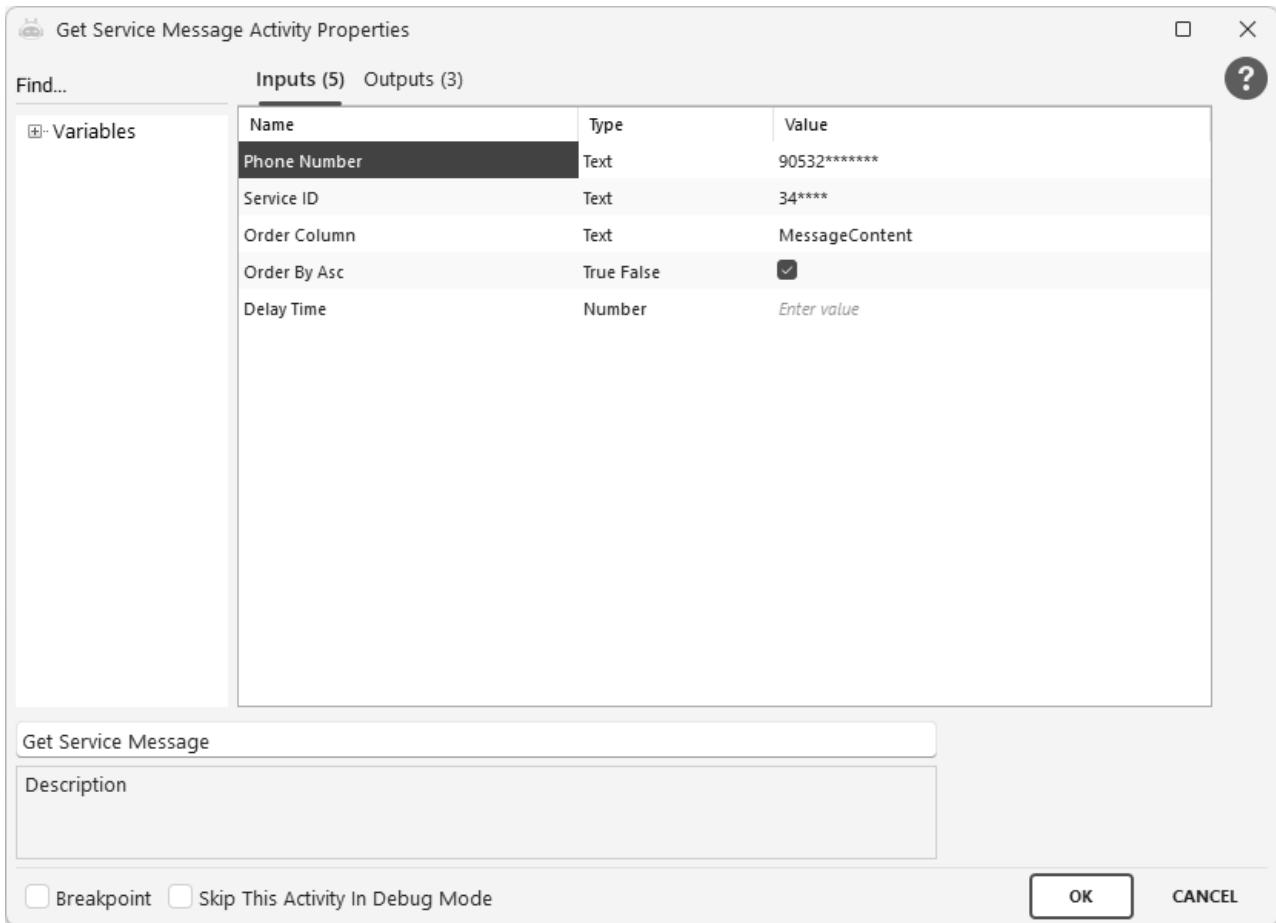 Get Service Message Activity Properties
Find...
Inputs (5) Outputs (3)
?
Variables
Name Type Value
Phone Number Text 90532*******
Service ID Text 34****
Order Column Text MessageContent
Order By Asc True False
Delay Time Number Enter value
Get Service Message
Description
Breakpoint Skip This Activity In Debug Mode OK CANCEL